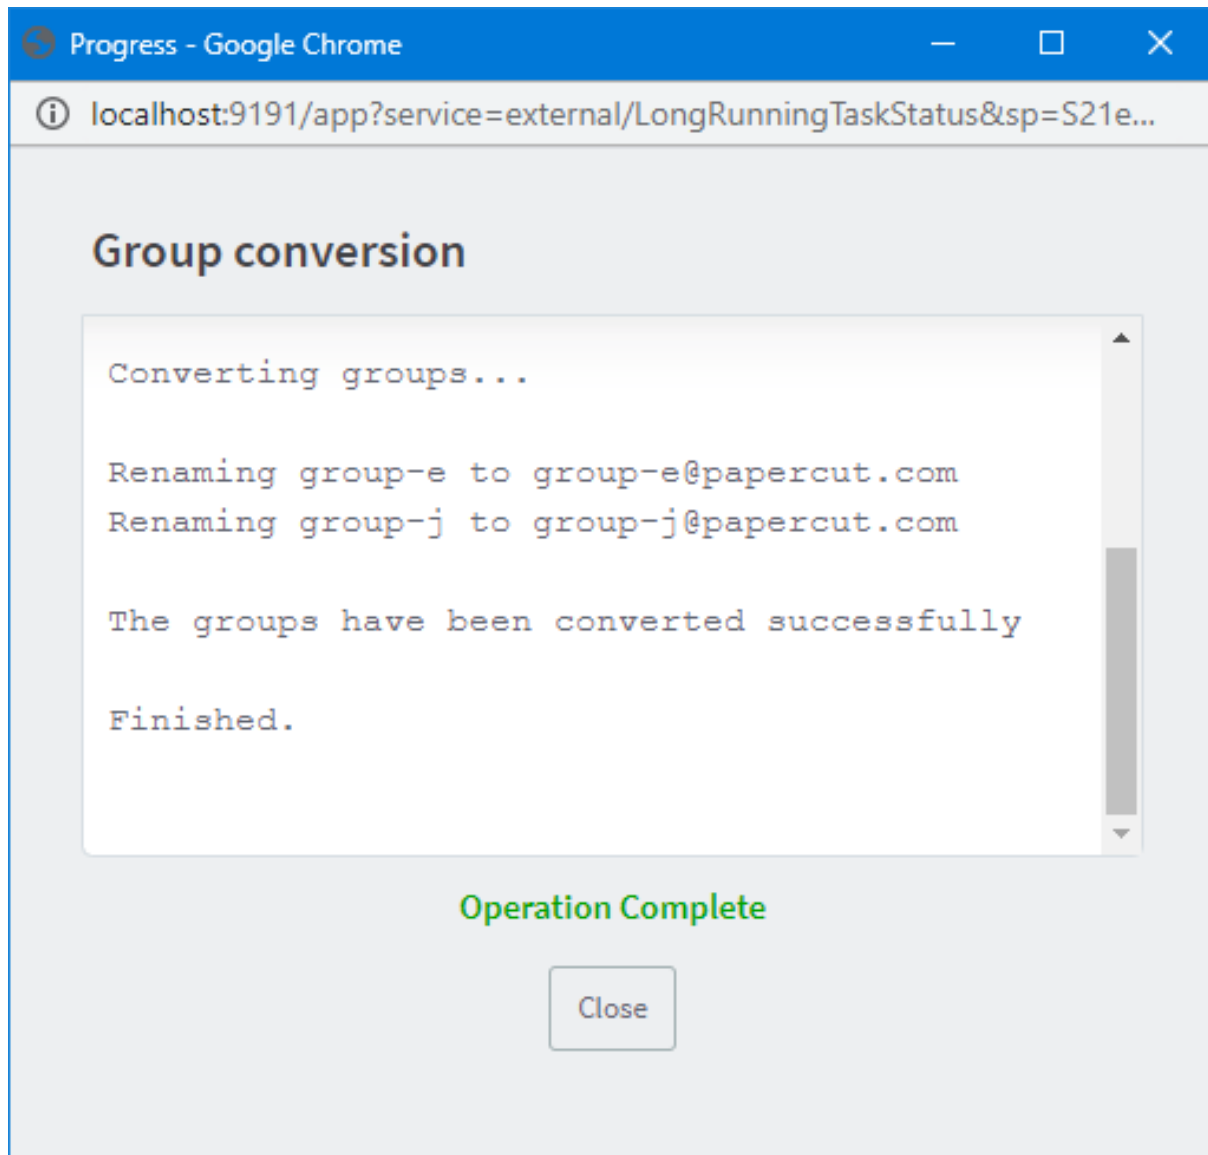 Progress - Google Chrome
localhost:9191/app?service=external/LongRunningTaskStatus&sp=S21e...
Group conversion
Converting groups...
Renaming group-e to group-e@papercut.com
Renaming group-j to group-j@papercut.com
The groups have been converted successfully
Finished.
Operation Complete
Close